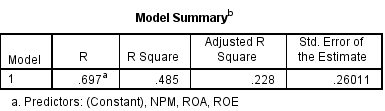 Model Summaryb
Model R R Square Adjusted R Square Std. Error of the Estimate
1 .697a .485 .228 .26011
a. Predictors: (Constant), NPM, ROA, ROE